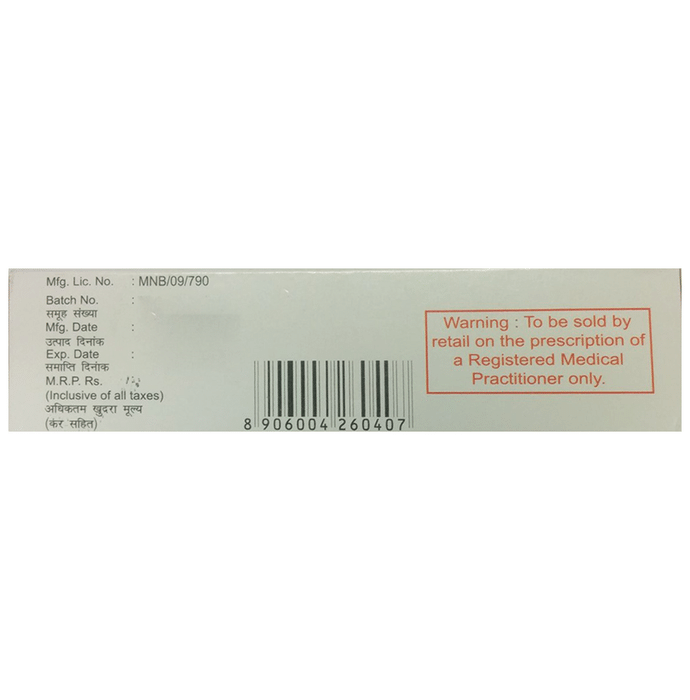 Mfg. Lic. No. : MNB/09/790
Batch No. :
समूह संख्या
Mfg. Date :
उत्पाद दिनांक
Exp. Date :
समाप्ति दिनांक
M.R.P. Rs.
(Inclusive of all taxes)
अधिकतम खुदरा मूल्य
(कर सहित)
8 906004 260407
Warning : To be sold by
retail on the prescription of
a Registered Medical
Practitioner only.